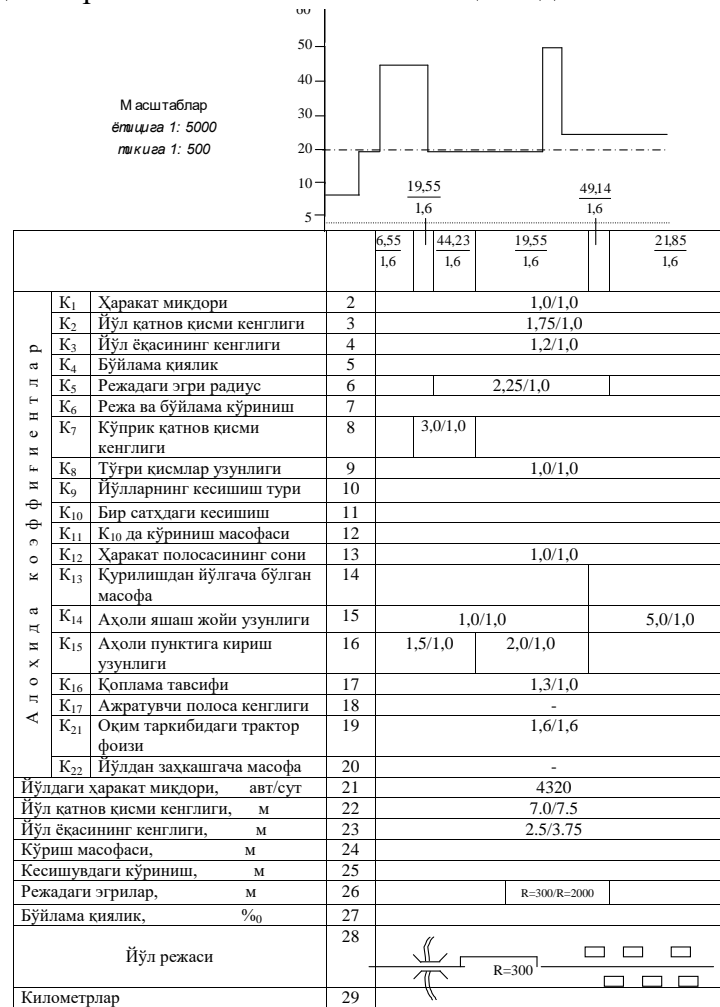 60
50
40
30
20
10
5
Масштаблар
ётиқига 1: 5000
тикига 1: 500
19,55
1,6
49,14
1,6
6,55 44,23 19,55 21,85
1,6 1,6 1,6 1,6
Алоҳида коэффигиентлар
К1 Ҳаракат миқдори 2 1,0/1,0
К2 Йўл қатнов қисми кенглиги 3 1,75/1,0
К3 Йўл ёқасининг кенглиги 4 1,2/1,0
К4 Бўйлама қиялик 5
К5 Режадаги эгри радиус 6 2,25/1,0
К6 Режа ва бўйлама кўриниш 7
К7 Кўприк қатнов қисми 8 3,0/1,0
кенглиги
К8 Тўғри қисмлар узунлиги 9 1,0/1,0
К9 Йўлларнинг кесишиш тури 10
К10 Бир сатҳдаги кесишиш 11
К11 К10 да кўриниш масофаси 12
К12 Ҳаракат полосасининг сони 13 1,0/1,0
К13 Қурилишдан йўлгача бўлган 14
масофа
К14 Аҳоли яшаш жойи узунлиги 15 1,0/1,0 5,0/1,0
К15 Аҳоли пунктига кириш 16 1,5/1,0 2,0/1,0
узунлиги
К16 Қоплама тавсифи 17 1,3/1,0
К17 Ажратувчи полоса кенглиги 18 -
К21 Оқим таркибидаги трактор 19 1,6/1,6
фоизи
К22 Йўлдан заҳкашгача масофа 20 -
Йўлдаги ҳаракат миқдори, авт/сут 21 4320
Йўл қатнов қисми кенглиги, м 22 7.0/7.5
Йўл ёқасининг кенглиги, м 23 2.5/3.75
Кўриш масофаси, м 24
Кесишувдаги кўриниш, м 25
Режадаги эгрилар, м 26 R=300/R=2000
Бўйлама қиялик, %0 27
Йўл режаси 28 R=300
Километрлар 29